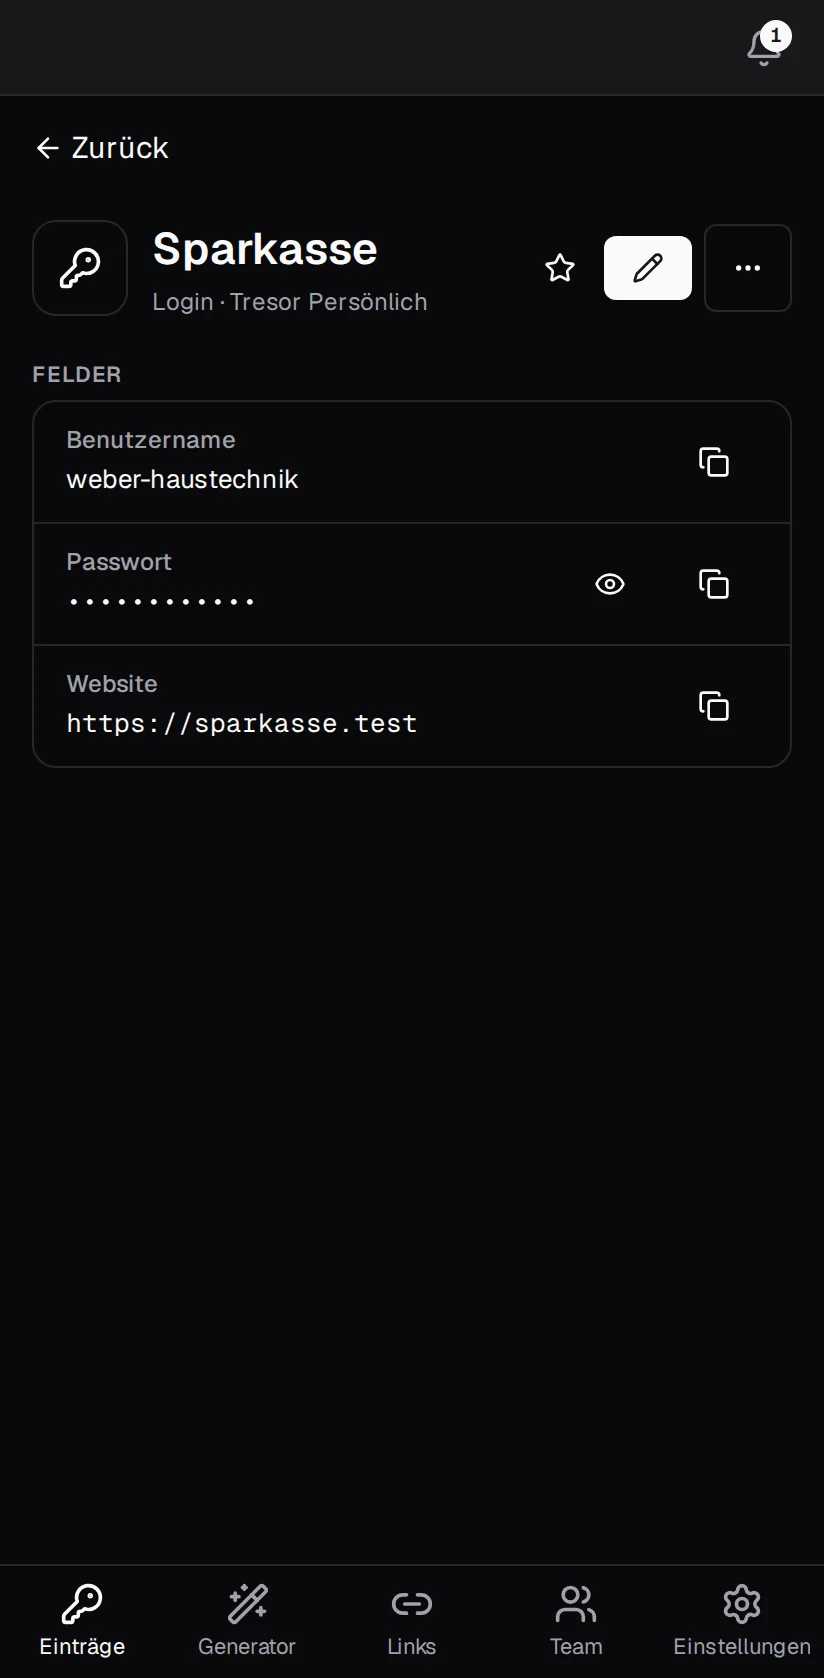 1
Zurück
Sparkasse
Login · Tresor Persönlich
FELDER
Benutzername
weber-haustechnik
Passwort
••••••••••••
Website
https://sparkasse.test
Einträge
Generator
Links
Team
Einstellungen